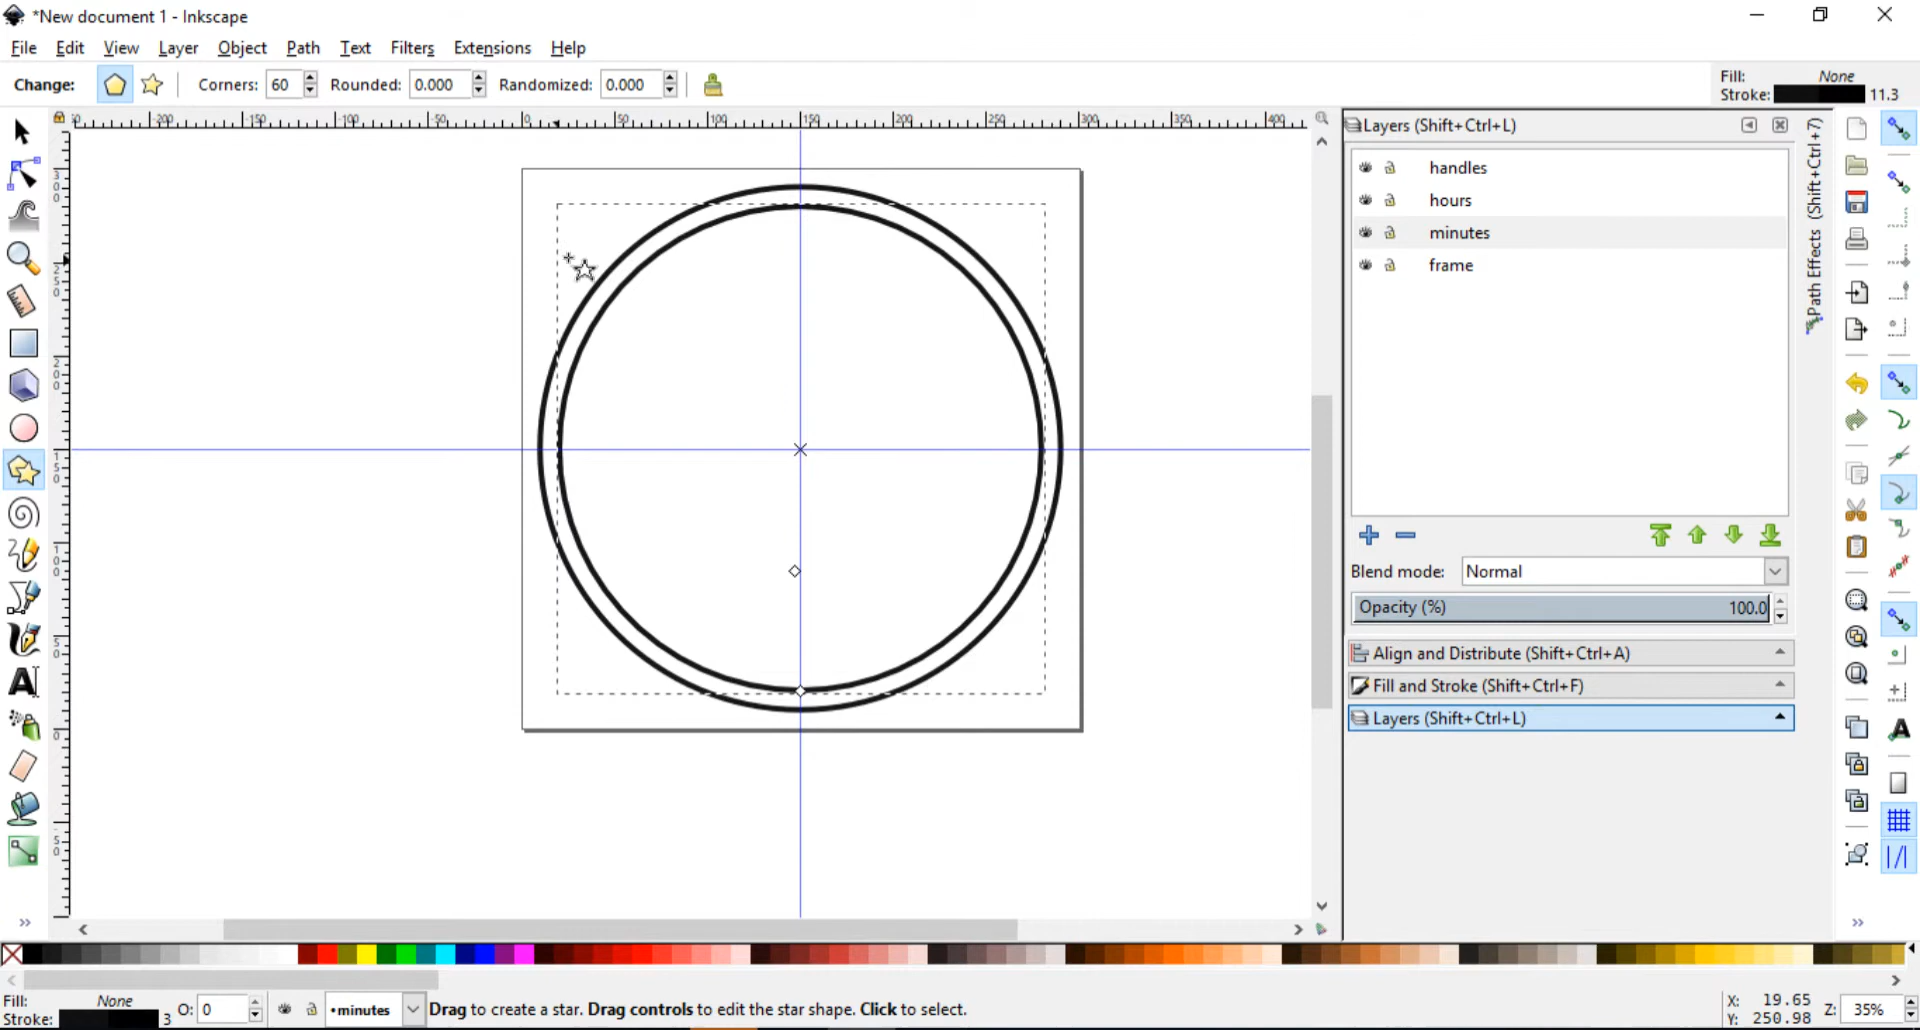 *New document 1 - Inkscape
File Edit View Layer Object Path Text Filters Extensions Help
Change: Corners: 60 Rounded: 0.000 Randomized: 0.000
Fill: None
Stroke: 11.3
Layers (Shift+Ctrl+L)
Path Effects (Shift+Ctrl+7)
handles
hours
minutes
frame
Blend mode: Normal
Opacity (%) 100.0
Align and Distribute (Shift+Ctrl+A)
Fill and Stroke (Shift+Ctrl+F)
Layers (Shift+Ctrl+L)
Fill: None
Stroke: 3
O: 0
•minutes
Drag to create a star. Drag controls to edit the star shape. Click to select.
X: 19.65
Y: 250.98
Z: 35%